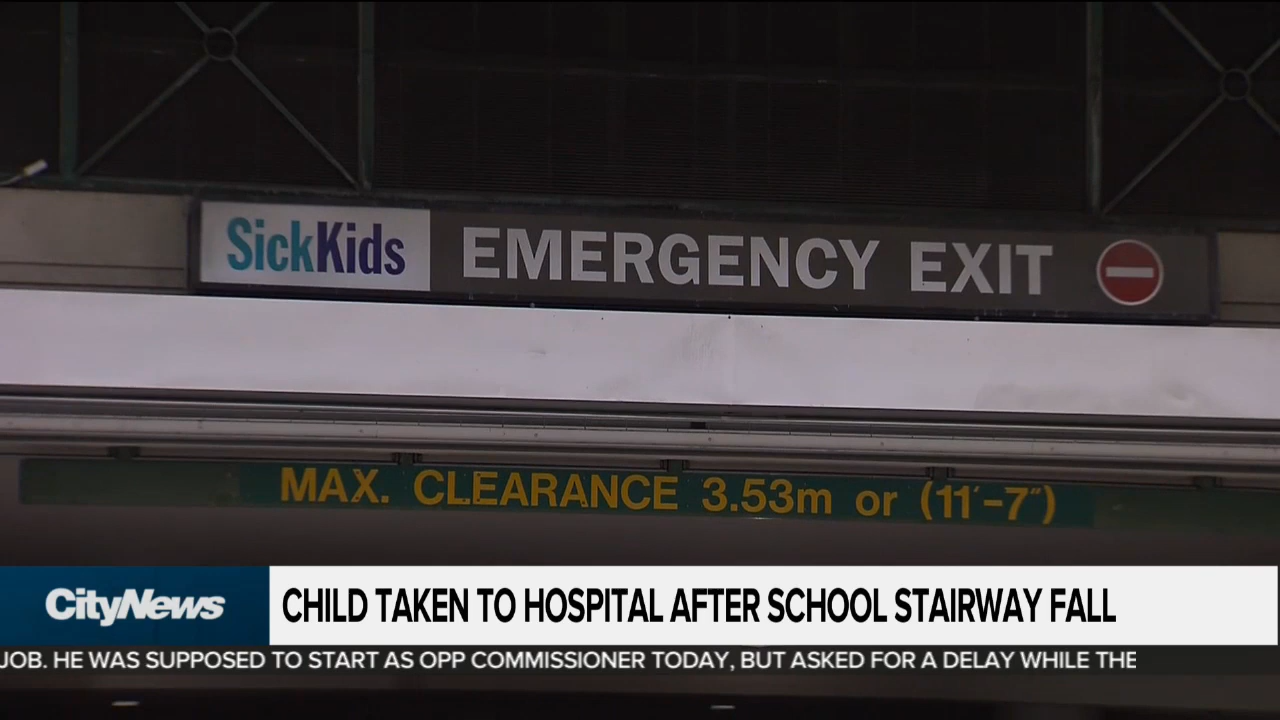 SickKids EMERGENCY EXIT
MAX. CLEARANCE 3.53m or (11'-7")
CityNews CHILD TAKEN TO HOSPITAL AFTER SCHOOL STAIRWAY FALL
JOB. HE WAS SUPPOSED TO START AS OPP COMMISSIONER TODAY, BUT ASKED FOR A DELAY WHILE THE